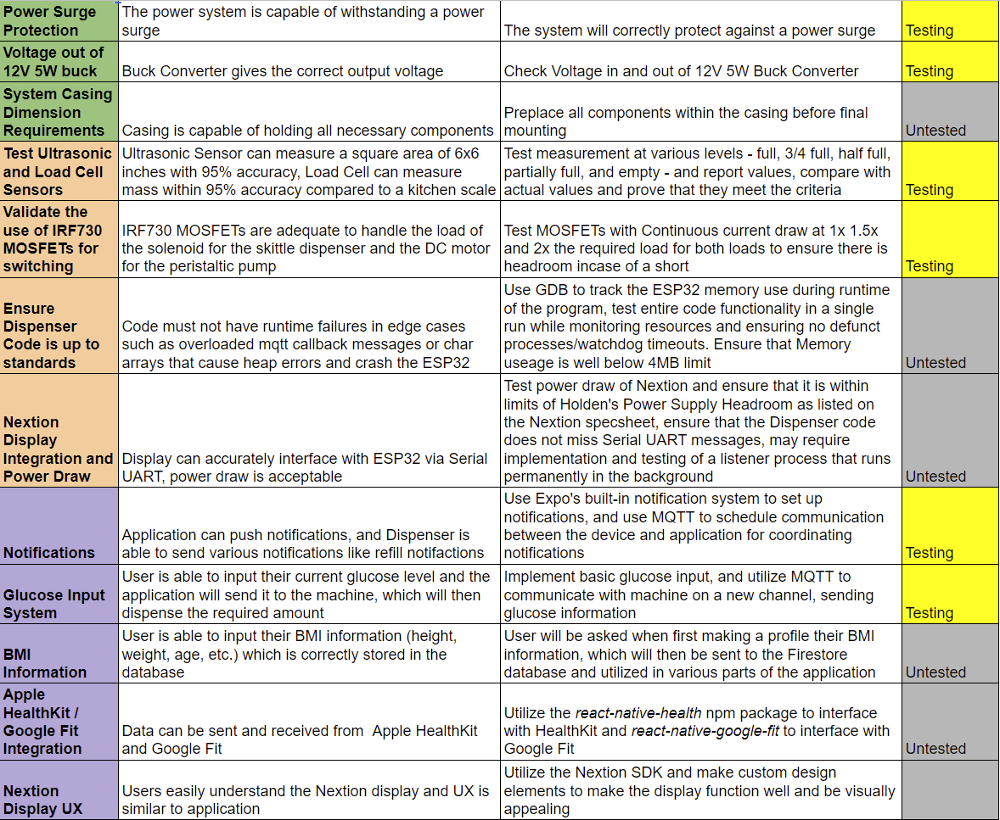 Power Surge
Protection
The power system is capable of withstanding a power
surge
The system will correctly protect against a power surge
Testing
Voltage out of
12V 5W buck
Buck Converter gives the correct output voltage
Check Voltage in and out of 12V 5W Buck Converter
Testing
System Casing
Dimension
Requirements
Casing is capable of holding all necessary components
Preplace all components within the casing before final
mounting
Untested
Test Ultrasonic
and Load Cell
Sensors
Ultrasonic Sensor can measure a square area of 6x6
inches with 95% accuracy, Load Cell can measure
mass within 95% accuracy compared to a kitchen scale
Test measurement at various levels - full, 3/4 full, half full,
partially full, and empty - and report values, compare with
actual values and prove that they meet the criteria
Testing
Validate the
use of IRF730
MOSFETs for
switching
IRF730 MOSFETs are adequate to handle the load of
the solenoid for the skittle dispenser and the DC motor
for the peristaltic pump
Test MOSFETs with Continuous current draw at 1x 1.5x
and 2x the required load for both loads to ensure there is
headroom incase of a short
Testing
Ensure
Dispenser
Code is up to
standards
Code must not have runtime failures in edge cases
such as overloaded mqtt callback messages or char
arrays that cause heap errors and crash the ESP32
Use GDB to track the ESP32 memory use during runtime
of the program, test entire code functionality in a single
run while monitoring resources and ensuring no defunct
processes/watchdog timeouts. Ensure that Memory
useage is well below 4MB limit
Untested
Nextion
Display
Integration and
Power Draw
Display can accurately interface with ESP32 via Serial
UART, power draw is acceptable
Test power draw of Nextion and ensure that it is within
limits of Holden's Power Supply Headroom as listed on
the Nextion specsheet, ensure that the Dispenser code
does not miss Serial UART messages, may require
implementation and testing of a listener process that runs
permanently in the background
Untested
Notifications
Application can push notifications, and Dispenser is
able to send various notifications like refill notifactions
Use Expo's built-in notification system to set up
notifications, and use MQTT to schedule communication
between the device and application for coordinating
notifications
Testing
Glucose Input
System
User is able to input their current glucose level and the
application will send it to the machine, which will then
dispense the required amount
Implement basic glucose input, and utilize MQTT to
communicate with machine on a new channel, sending
glucose information
Testing
BMI
Information
User is able to input their BMI information (height,
weight, age, etc.) which is correctly stored in the
database
User will be asked when first making a profile their BMI
information, which will then be sent to the Firestore
database and utilized in various parts of the application
Untested
Apple
HealthKit /
Google Fit
Integration
Data can be sent and received from  Apple HealthKit
and Google Fit
Utilize the react-native-health npm package to interface
with HealthKit and react-native-google-fit to interface with
Google Fit
Untested
Nextion
Display UX
Users easily understand the Nextion display and UX is
similar to application
Utilize the Nextion SDK and make custom design
elements to make the display function well and be visually
appealing